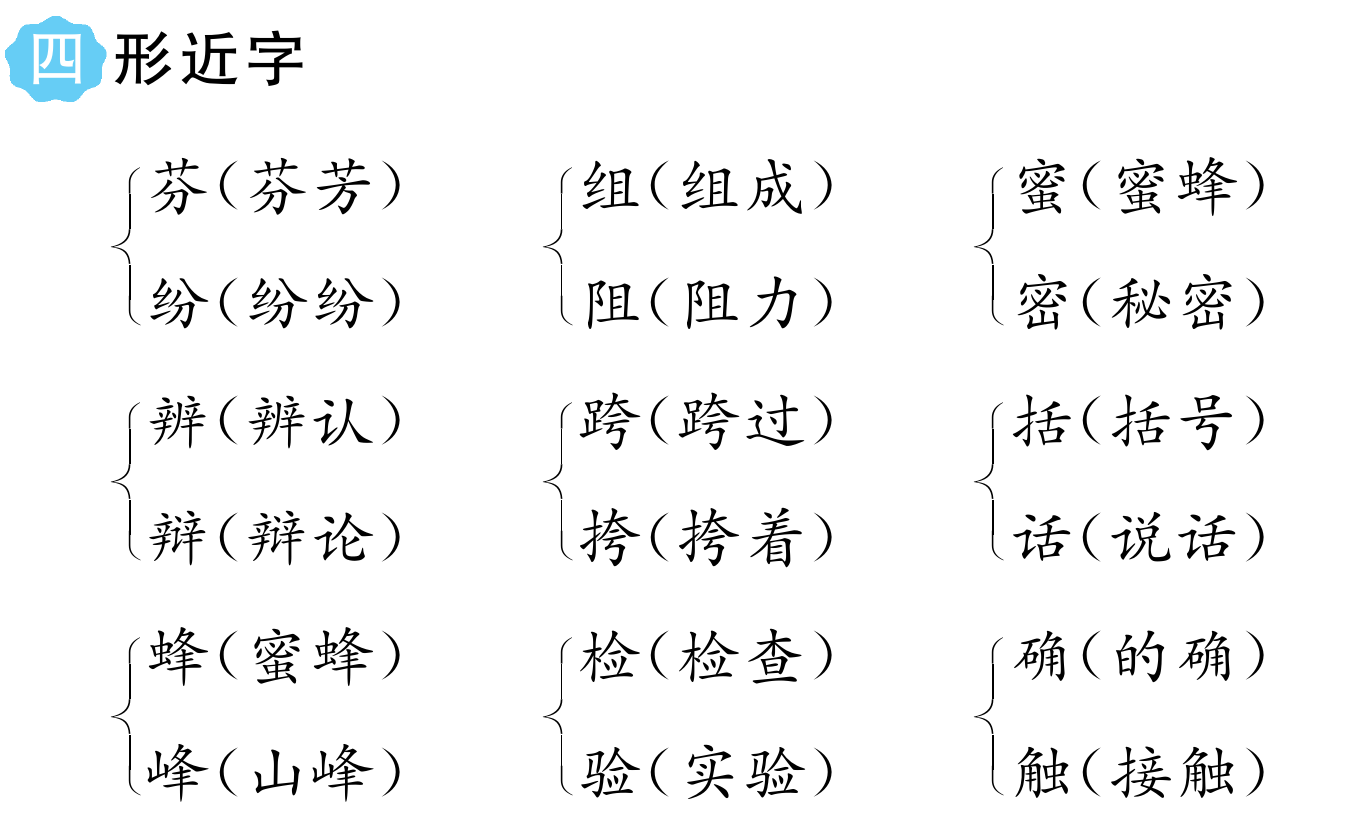 四 形近字
芬(芬芳) 组(组成) 蜜(蜜蜂)
纷(纷纷) 阻(阻力) 密(秘密)
辨(辨认) 跨(跨过) 括(括号)
辩(辩论) 挎(挎着) 话(说话)
蜂(蜜蜂) 检(检查) 确(的确)
峰(山峰) 验(实验) 触(接触)